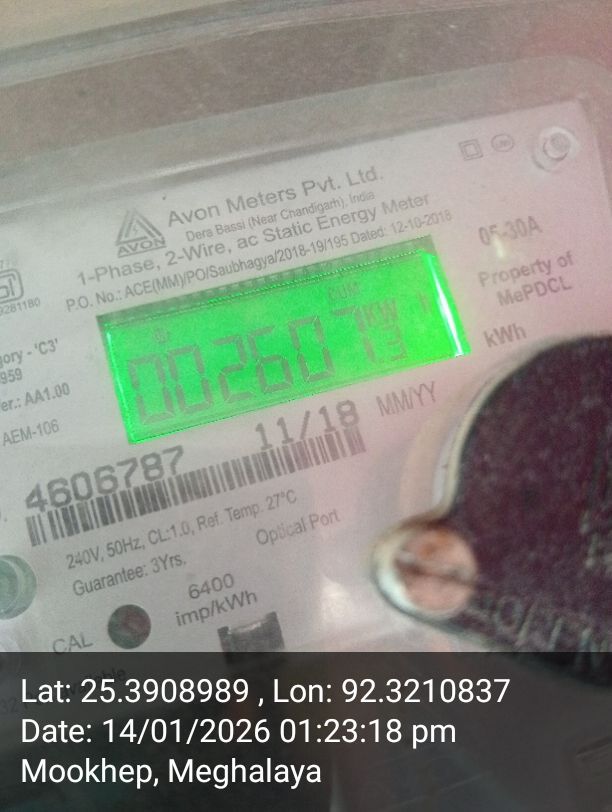 Avon Meters Pvt. Ltd.
Dera Bassi (Near Chandigarh), India
AVON
1-Phase, 2-Wire, ac Static Energy Meter
P.O. No.: ACE(MM)/PO/Saubhagya/2018-19/195 Dated: 12-10-2018
05-30A
Property of
MePDCL
kWh
CUM
KW h
002607.3
gory - 'C3'
959
er.: AA1.00
AEM-106
11/18 MM/YY
4606787
240V, 50Hz, CL:1.0, Ref. Temp. 27°C
Guarantee: 3Yrs.
Optical Port
6400
imp/kWh
CAL
Lat: 25.3908989 , Lon: 92.3210837
Date: 14/01/2026 01:23:18 pm
Mookhep, Meghalaya